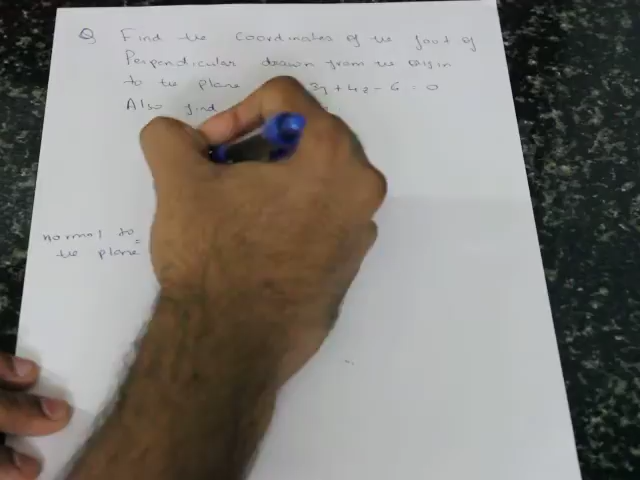 Q Find the coordinates of the foot of
Perpendicular drawn from the origin
to the plane 3y + 4z - 6 = 0
Also find
normal to
the plane =